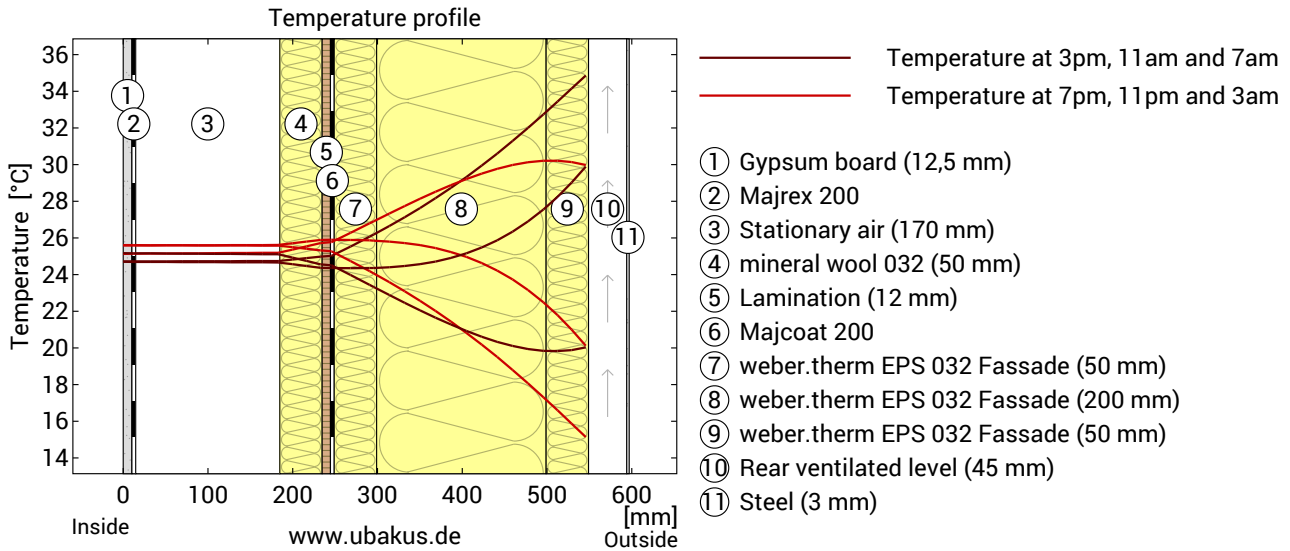 Temperature profile
Temperature [°C]
36
34
32
30
28
26
24
22
20
18
16
14
0 100 200 300 400 500 600
[mm]
Inside
www.ubakus.de
Outside
1
2
3
4
5
6
7
8
9
10
11
Temperature at 3pm, 11am and 7am
Temperature at 7pm, 11pm and 3am
1 Gypsum board (12,5 mm)
2 Majrex 200
3 Stationary air (170 mm)
4 mineral wool 032 (50 mm)
5 Lamination (12 mm)
6 Majcoat 200
7 weber.therm EPS 032 Fassade (50 mm)
8 weber.therm EPS 032 Fassade (200 mm)
9 weber.therm EPS 032 Fassade (50 mm)
10 Rear ventilated level (45 mm)
11 Steel (3 mm)